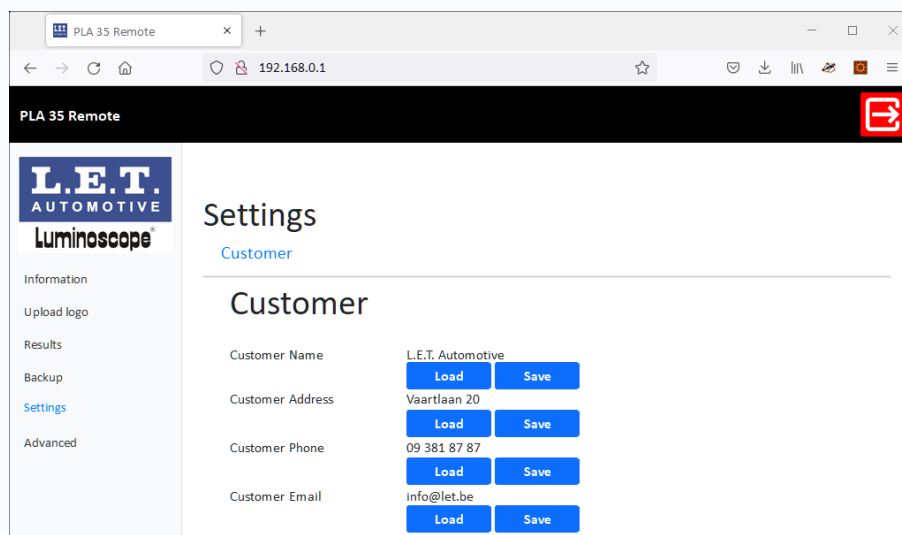 PLA 35 Remote
192.168.0.1
PLA 35 Remote
L.E.T.
AUTOMOTIVE
Luminoscope®
Information
Upload logo
Results
Backup
Settings
Advanced
Settings
Customer
Customer
Customer Name L.E.T. Automotive
Load Save
Customer Address Vaartlaan 20
Load Save
Customer Phone 09 381 87 87
Load Save
Customer Email info@let.be
Load Save